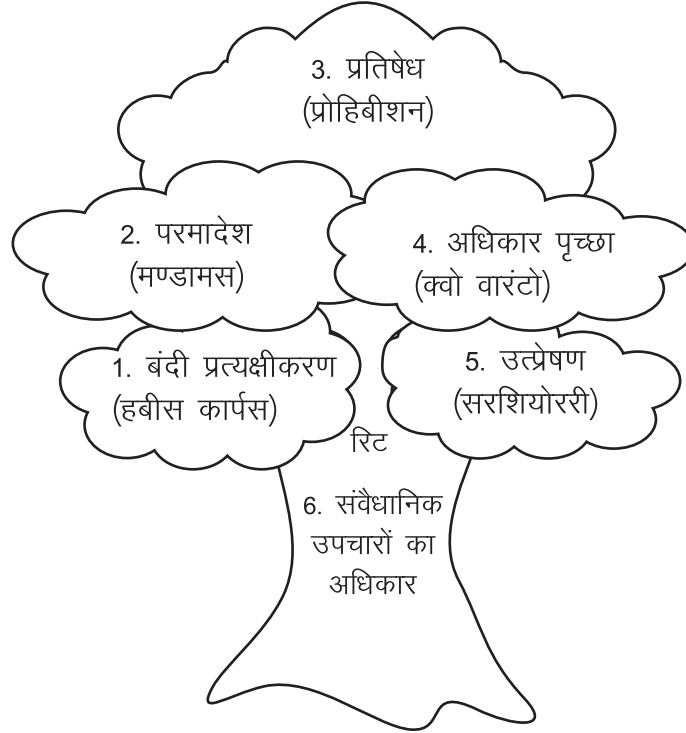 3. प्रतिषेध
(प्रोहिबीशन)
2. परमादेश
(मण्डामस)
4. अधिकार पृच्छा
(क्वो वारंटो)
1. बंदी प्रत्यक्षीकरण
(हबीस कार्पस)
5. उत्प्रेषण
(सरशियोररी)
रिट
6. संवैधानिक
उपचारों का
अधिकार